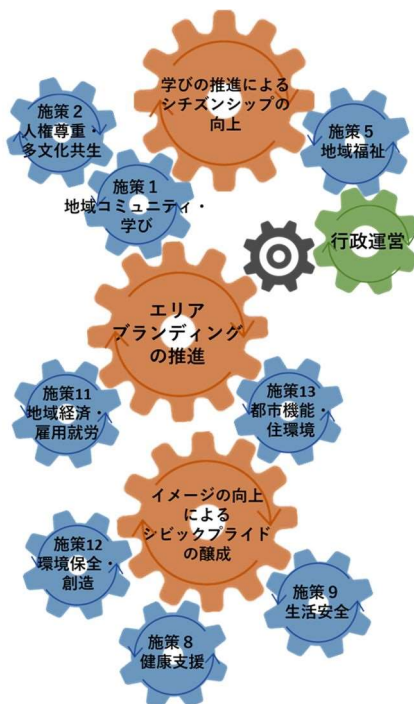 学びの推進による
シチズンシップの
向上
施策２
人権尊重・
多文化共生
施策５
地域福祉
施策１
地域コミュニティ・
学び
行政運営
エリア
ブランディング
の推進
施策11
地域経済・
雇用就労
施策13
都市機能・
住環境
イメージの向上
による
シビックプライド
の醸成
施策12
環境保全・
創造
施策９
生活安全
施策８
健康支援